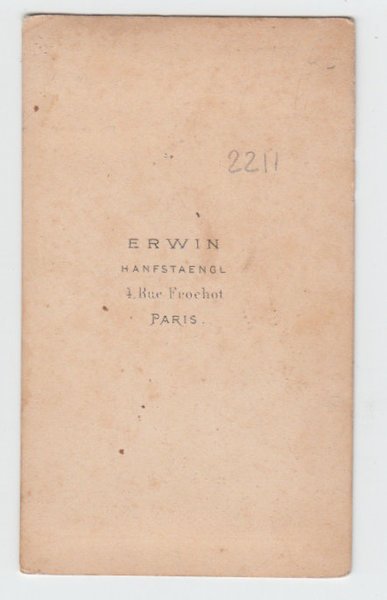 2211
ERWIN
HANFSTAENGL
4. Rue Frochot
PARIS.